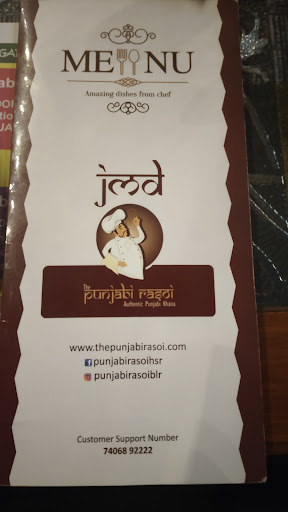 MENU
Amazing dishes from chef
jmd
The
punjabi rasoi
Authentic Punjabi Khana
www.thepunjabirasoi.com
punjabirasoihsr
punjabirasoiblr
Customer Support Number
74068 92222